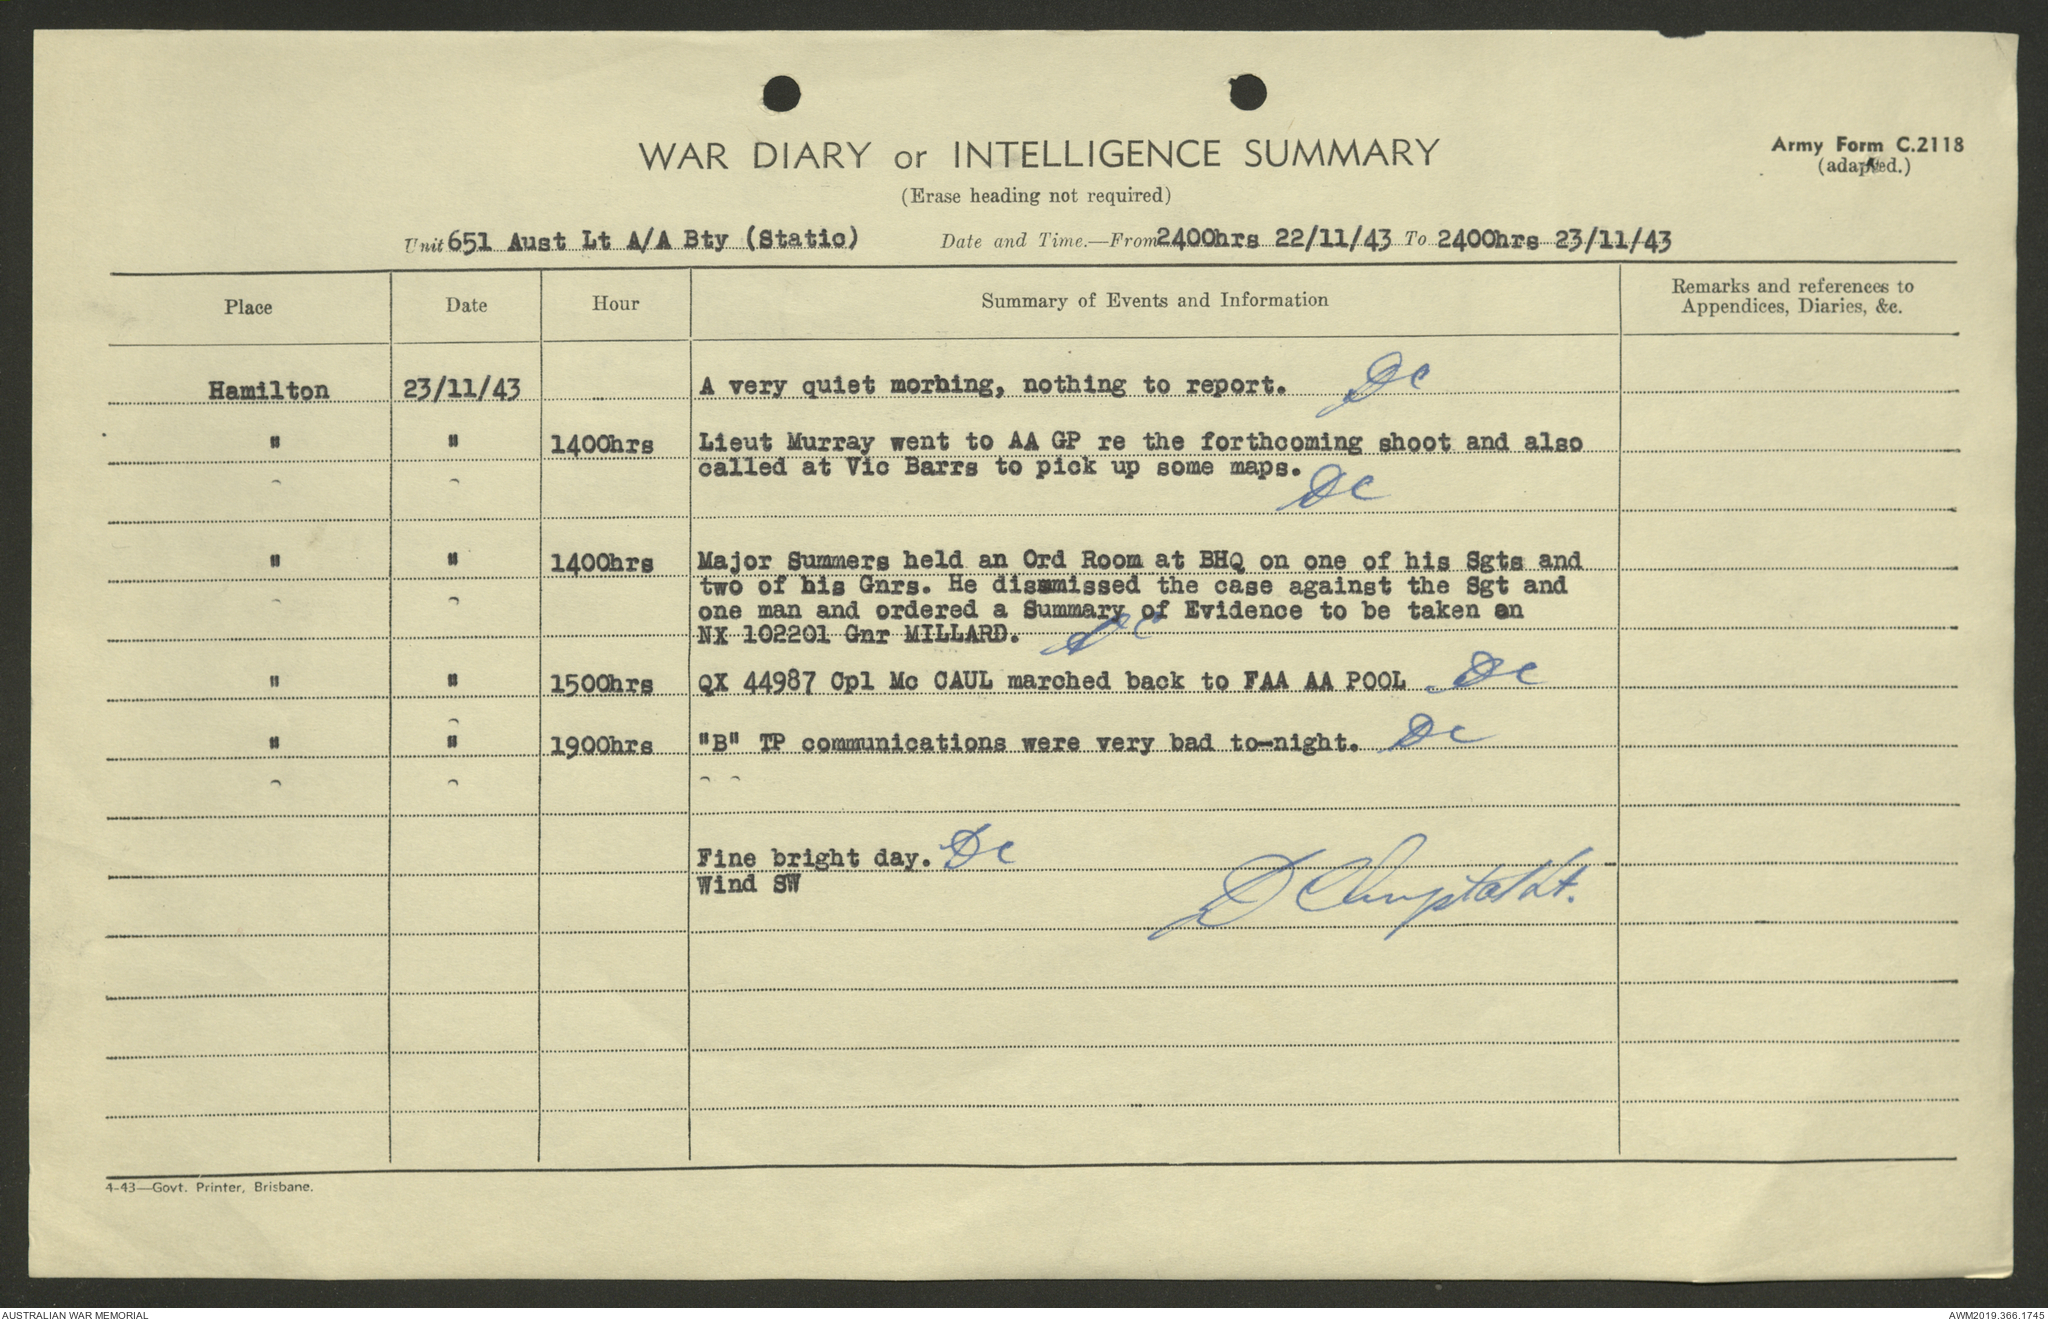 WAR DIARY or INTELLIGENCE SUMMARY
(Erase heading not required)
Army Form C.2118
(adapted.)
Unit 651 Aust Lt A/A Bty (Static) Date and Time.—From 2400hrs 22/11/43 To 2400hrs 23/11/43
Place Date Hour Summary of Events and Information Remarks and references to
Appendices, Diaries, &c.
Hamilton 23/11/43 A very quiet morning, nothing to report. DC
" " 1400hrs Lieut Murray went to AA GP re the forthcoming shoot and also
called at Vic Barrs to pick up some maps.
DC
" " 1400hrs Major Summers held an Ord Room at BHQ on one of his Sgts and
two of his Gnrs. He dismissed the case against the Sgt and
one man and ordered a Summary of Evidence to be taken on
NX 102201 Gnr MILLARD. DC
" " 1500hrs QX 44987 Cpl Mc CAUL marched back to FAA AA POOL DC
" " 1900hrs "B" TP communications were very bad to-night. DC
Fine bright day. DC
Wind SW
D Lt.
4-43—Govt. Printer, Brisbane.
AUSTRALIAN WAR MEMORIAL AWM2019.366.1745